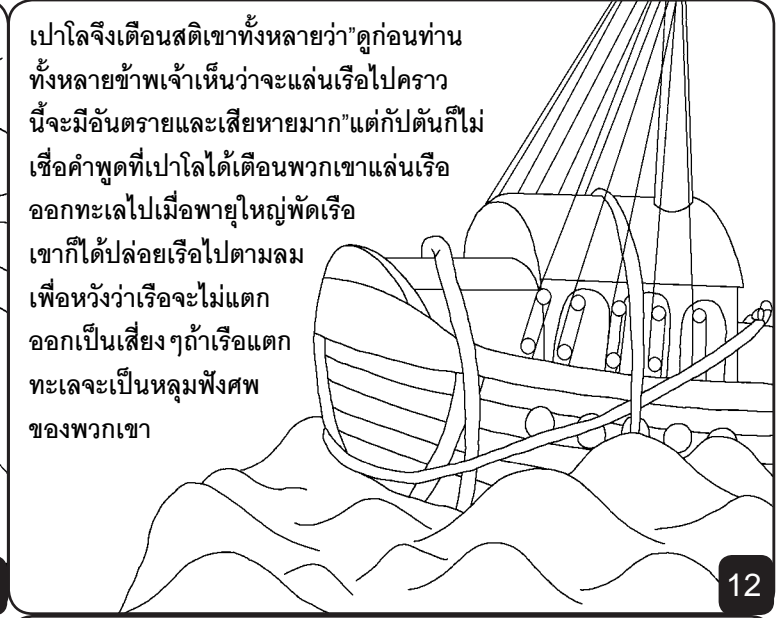 เปาโลจึงเตือนสติเขาทั้งหลายว่า"ดูก่อนท่าน
ทั้งหลายข้าพเจ้าเห็นว่าจะแล่นเรือไปคราว
นี้จะมีอันตรายและเสียหายมาก"แต่กัปตันก็ไม่
เชื่อคำพูดที่เปาโลได้เตือนพวกเขาแล่นเรือ
ออกทะเลไปเมื่อพายุใหญ่พัดเรือ
เขาก็ได้ปล่อยเรือไปตามลม
เพื่อหวังว่าเรือจะไม่แตก
ออกเป็นเสี่ยง ๆถ้าเรือแตก
ทะเลจะเป็นหลุมฟังศพ
ของพวกเขา
12